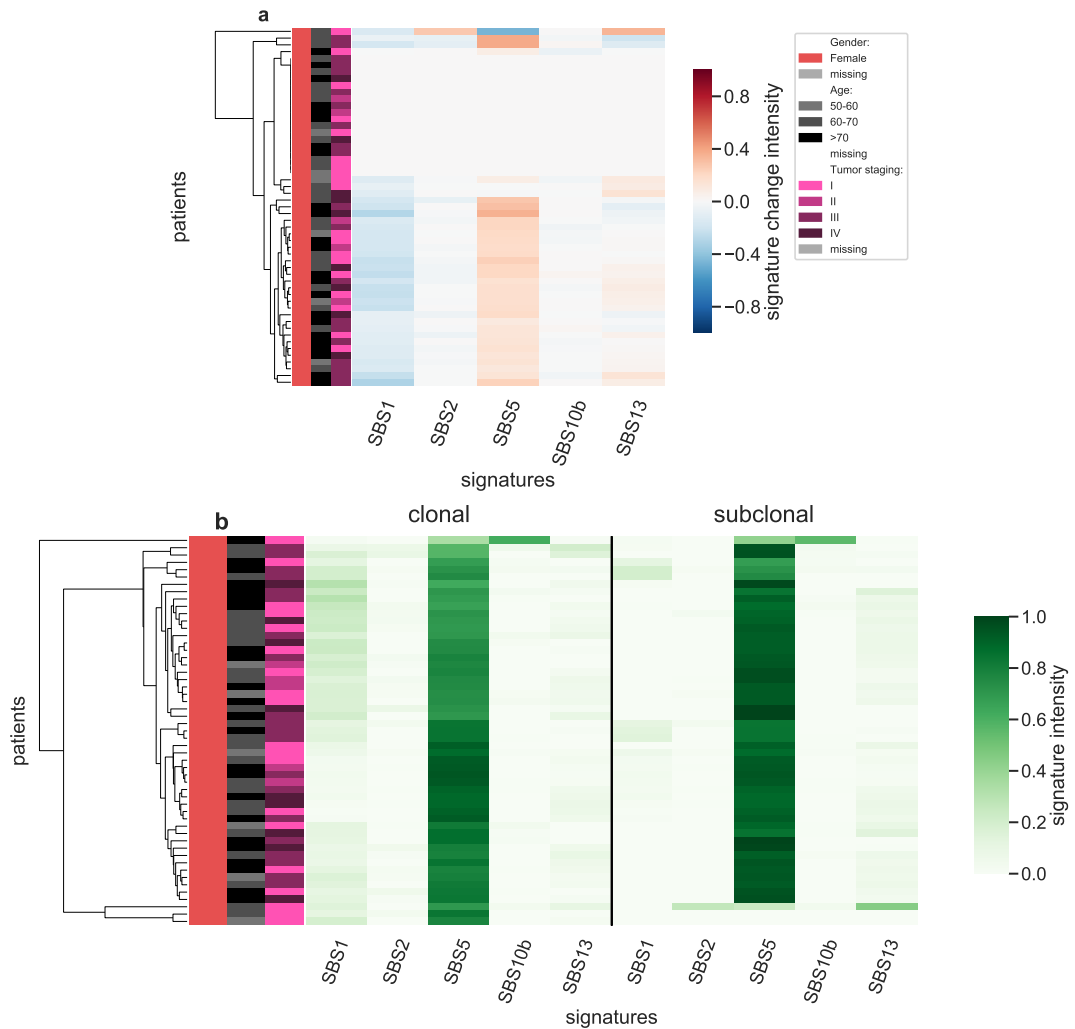 a
patients
SBS1
SBS2
SBS5
SBS10b
SBS13
signatures
0.8
0.4
0.0
−0.4
−0.8
signature change intensity
Gender:
Female
missing
Age:
50-60
60-70
>70
missing
Tumor staging:
I
II
III
IV
missing
b
clonal
subclonal
patients
SBS1
SBS2
SBS5
SBS10b
SBS13
SBS1
SBS2
SBS5
SBS10b
SBS13
signatures
1.0
0.8
0.6
0.4
0.2
0.0
signature intensity